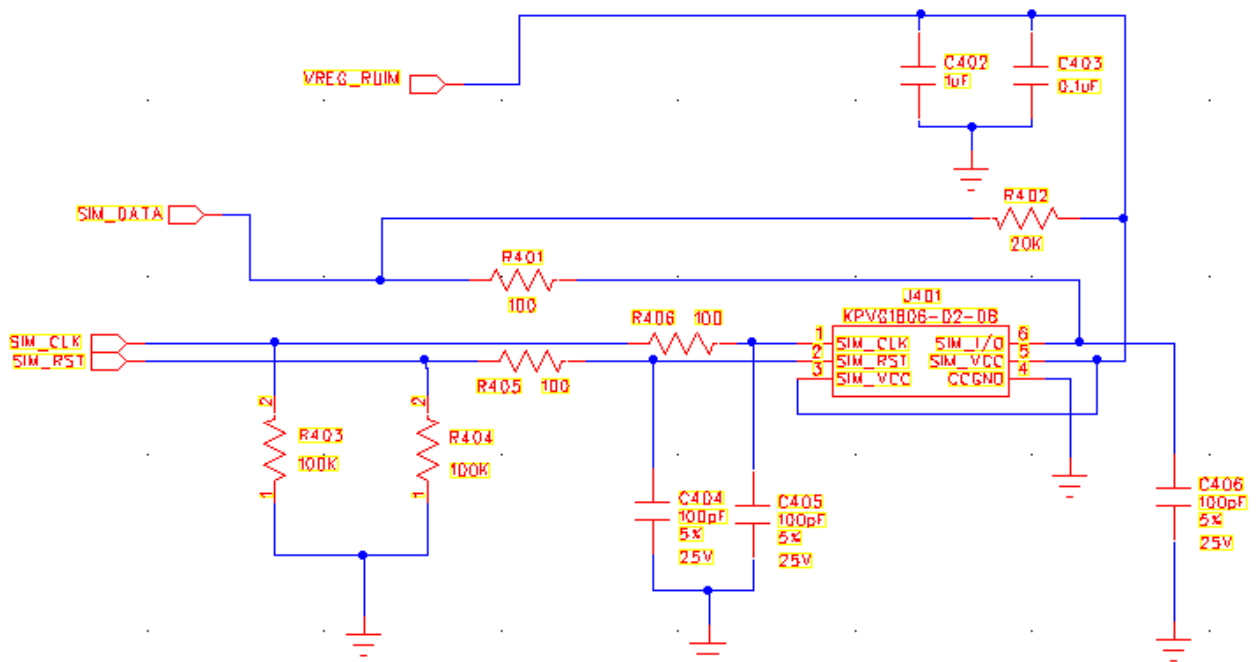 VREG_RUIM
C402
1uF
C403
0.1uF
SIM_DATA
R402
20K
R401
100
J401
KPVG1806-02-08
SIM_CLK
SIM_RST
R406 100
R405 100
1 SIM_CLK SIM_I/O 6
2 SIM_RST SIM_VCC 5
3 SIM_VCC CCGND 4
2
R403
100K
1
2
R404
100K
1
C404
100pF
5%
25V
C405
100pF
5%
25V
C406
100pF
5%
25V